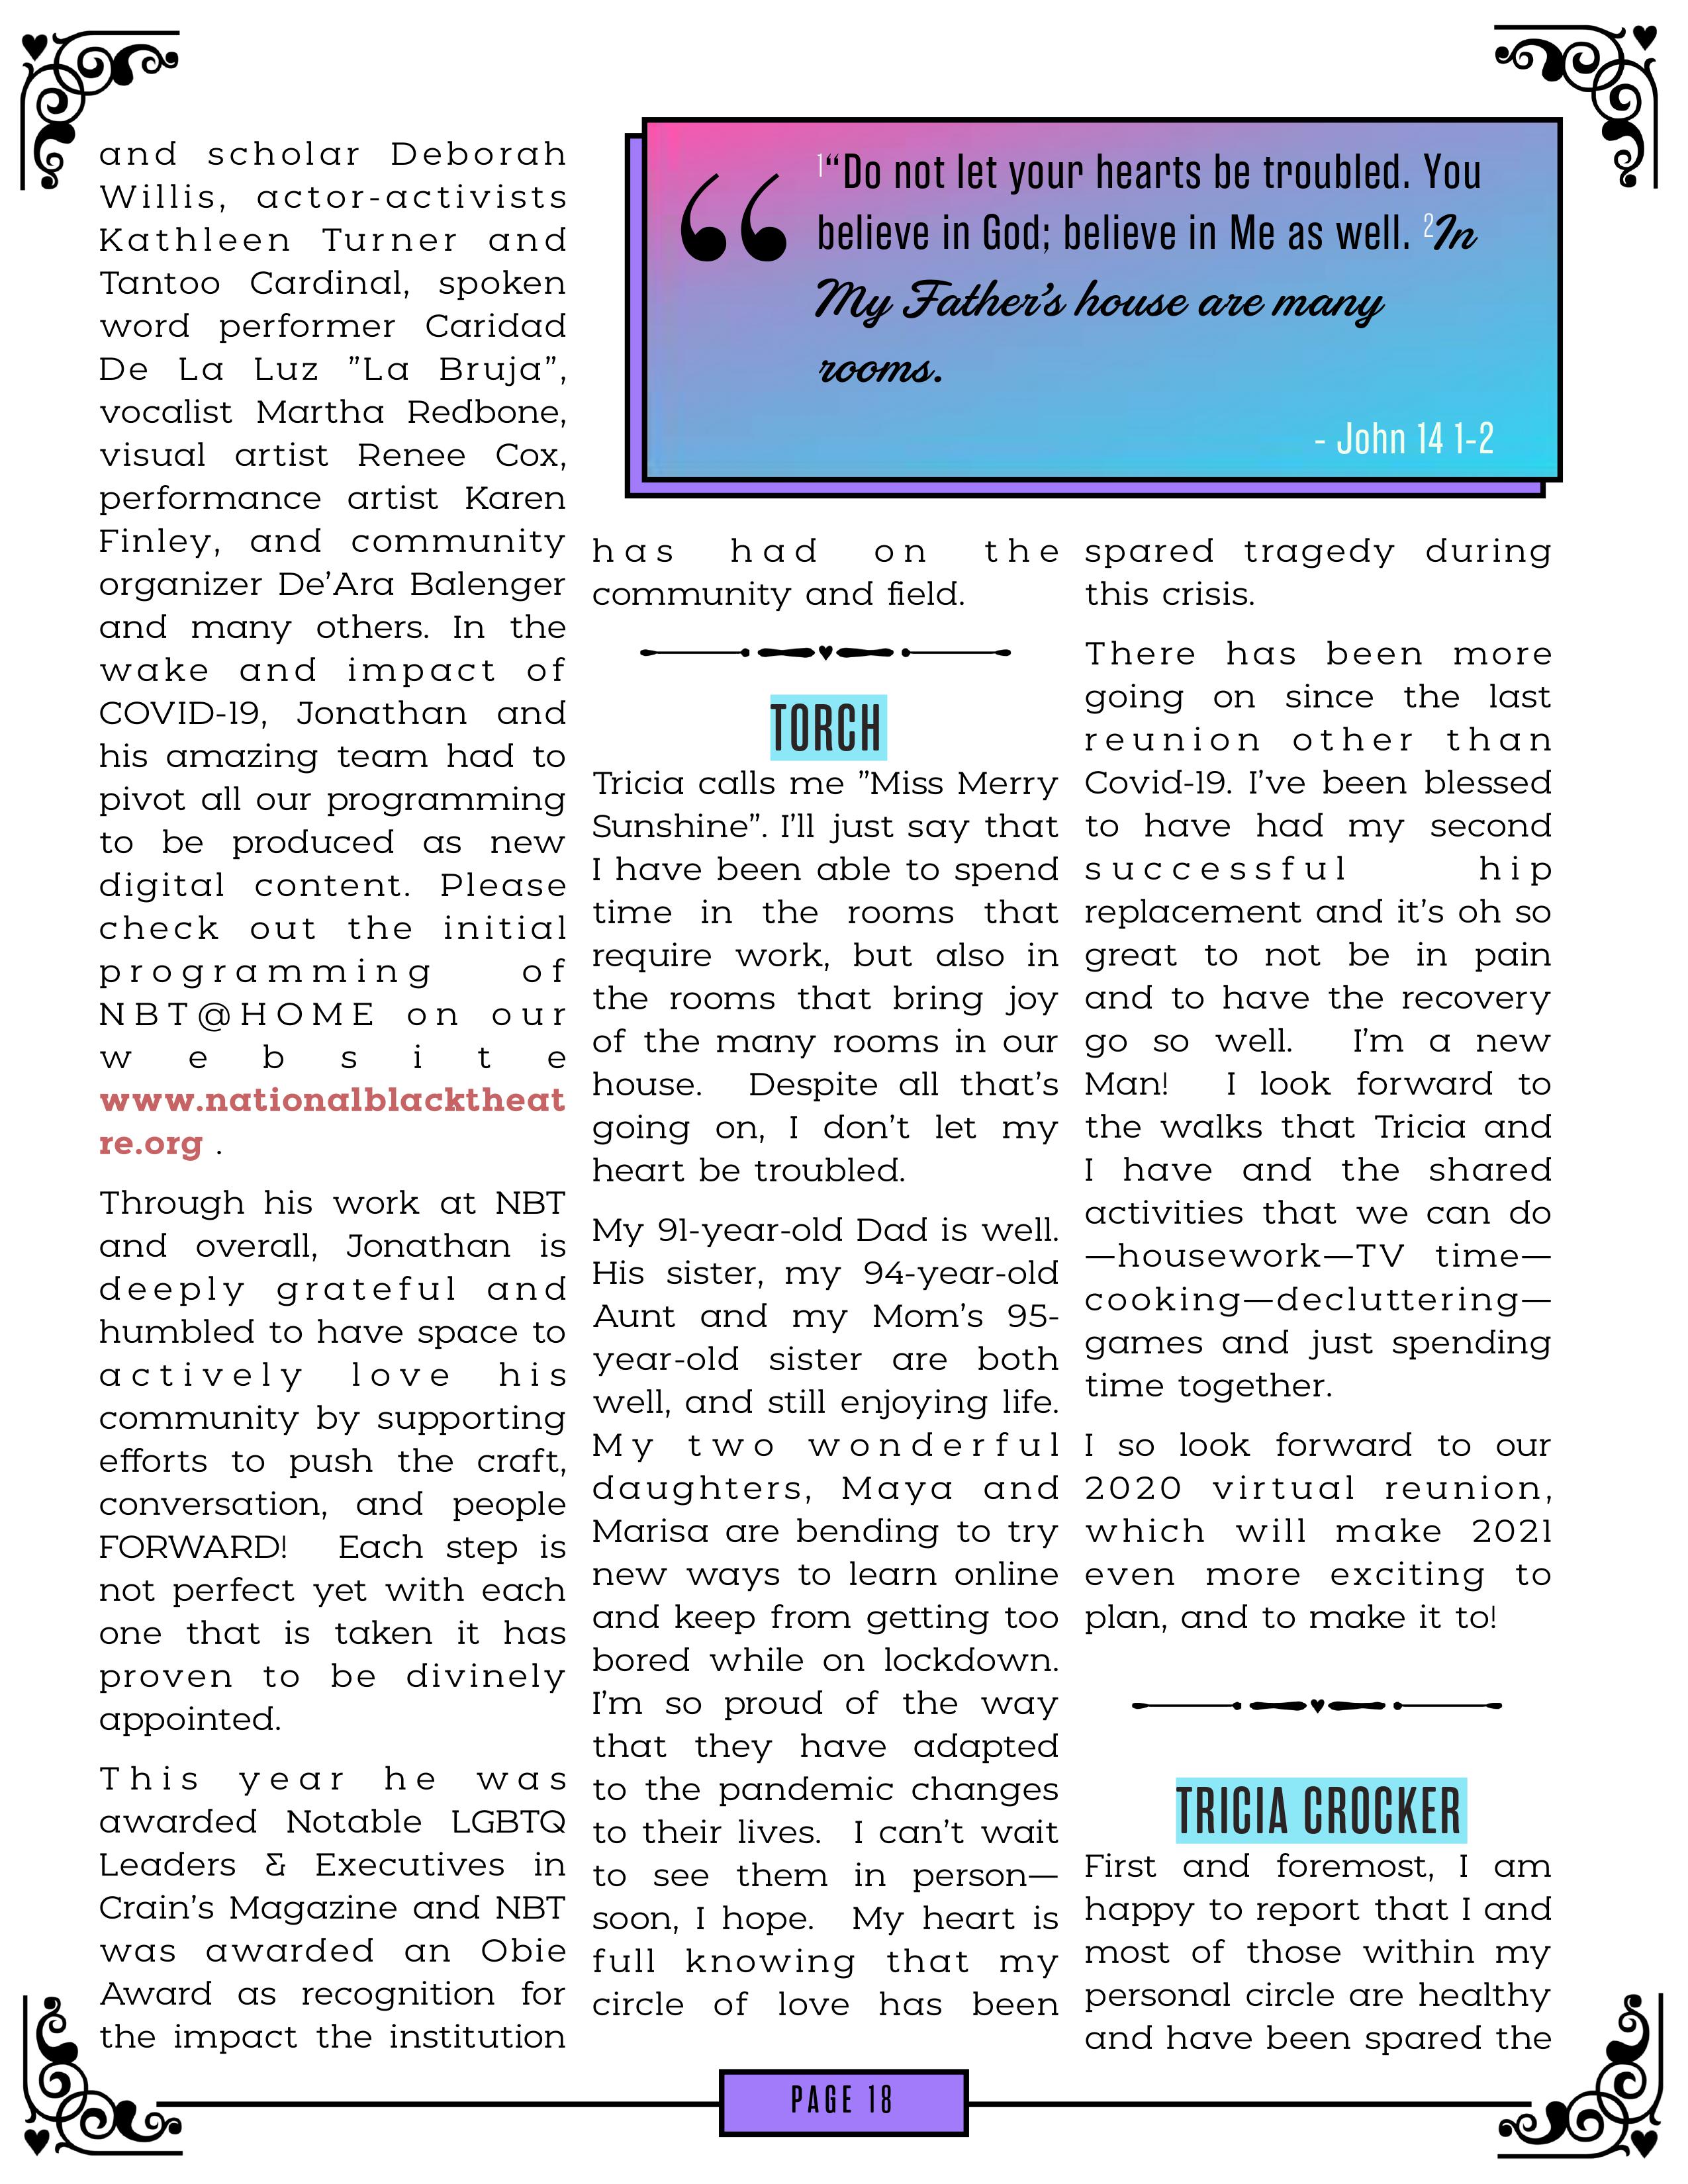 and scholar Deborah
Willis, actor-activists
Kathleen Turner and
Tantoo Cardinal, spoken
word performer Caridad
De La Luz ”La Bruja”,
vocalist Martha Redbone,
visual artist Renee Cox,
performance artist Karen
Finley, and community
organizer De’Ara Balenger
and many others. In the
wake and impact of
COVID-19, Jonathan and
his amazing team had to
pivot all our programming
to be produced as new
digital content. Please
check out the initial
programming of
NBT@HOME on our
website
www.nationalblacktheat
re.org .
Through his work at NBT
and overall, Jonathan is
deeply grateful and
humbled to have space to
actively love his
community by supporting
efforts to push the craft,
conversation, and people
FORWARD! Each step is
not perfect yet with each
one that is taken it has
proven to be divinely
appointed.
This year he was
awarded Notable LGBTQ
Leaders & Executives in
Crain’s Magazine and NBT
was awarded an Obie
Award as recognition for
the impact the institution
“
1“Do not let your hearts be troubled. You
believe in God; believe in Me as well. 2In
My Father’s house are many
rooms.
- John 14 1-2
has had on the
community and field.
TORCH
Tricia calls me ”Miss Merry
Sunshine”. I’ll just say that
I have been able to spend
time in the rooms that
require work, but also in
the rooms that bring joy
of the many rooms in our
house. Despite all that’s
going on, I don’t let my
heart be troubled.
My 91-year-old Dad is well.
His sister, my 94-year-old
Aunt and my Mom’s 95-
year-old sister are both
well, and still enjoying life.
My two wonderful
daughters, Maya and
Marisa are bending to try
new ways to learn online
and keep from getting too
bored while on lockdown.
I’m so proud of the way
that they have adapted
to the pandemic changes
to their lives. I can’t wait
to see them in person—
soon, I hope. My heart is
full knowing that my
circle of love has been
spared tragedy during
this crisis.
There has been more
going on since the last
reunion other than
Covid-19. I’ve been blessed
to have had my second
successful hip
replacement and it’s oh so
great to not be in pain
and to have the recovery
go so well. I’m a new
Man! I look forward to
the walks that Tricia and
I have and the shared
activities that we can do
—housework—TV time—
cooking—decluttering—
games and just spending
time together.
I so look forward to our
2020 virtual reunion,
which will make 2021
even more exciting to
plan, and to make it to!
TRICIA CROCKER
First and foremost, I am
happy to report that I and
most of those within my
personal circle are healthy
and have been spared the
PAGE 18